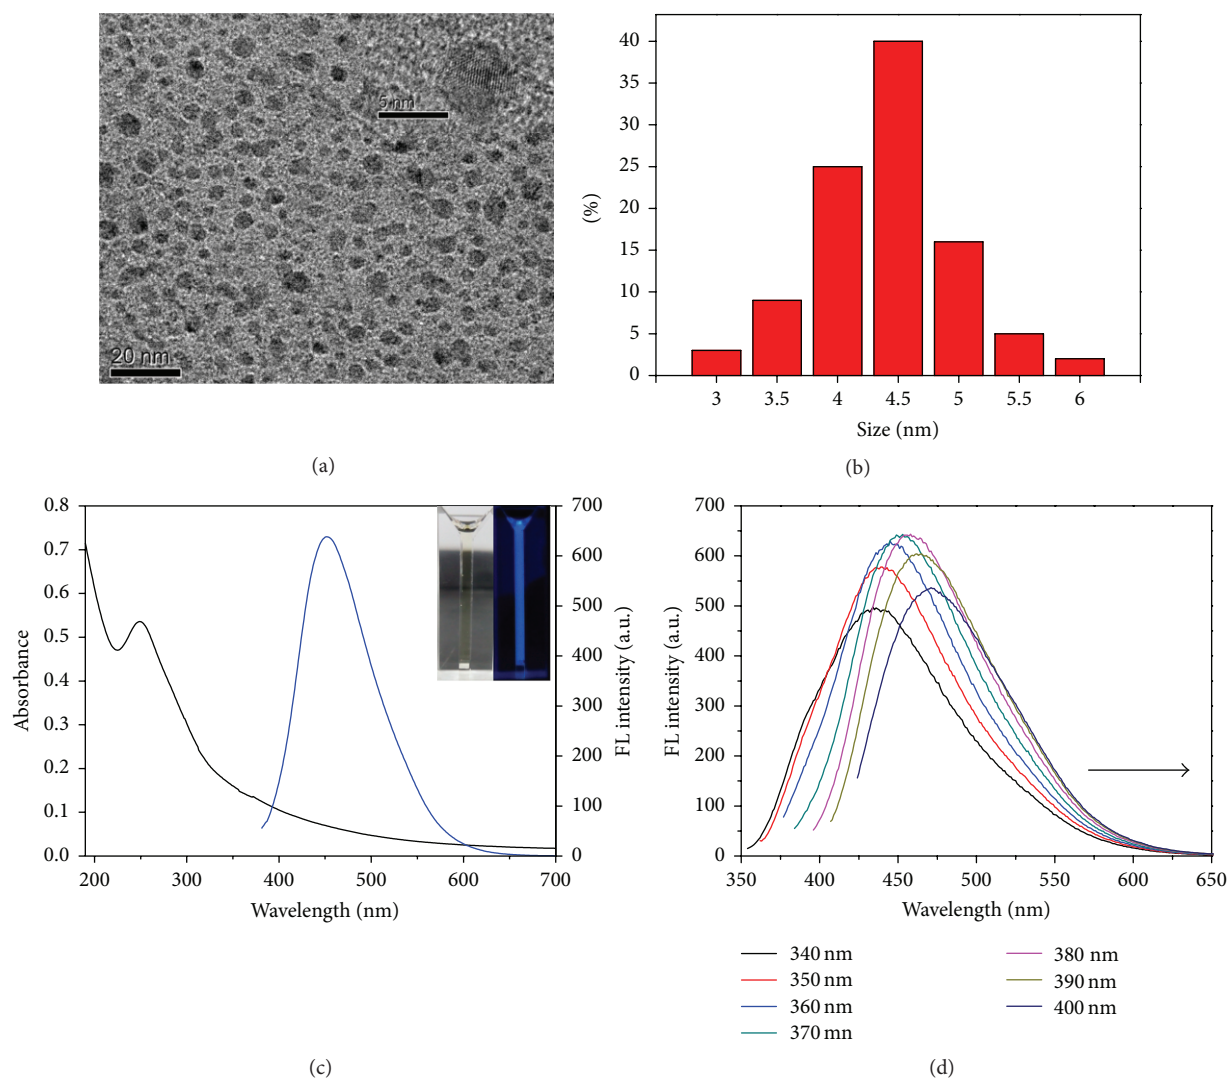 5 nm
20 nm
(a)
40
35
30
25
20
15
10
5
0
(%)
3 3.5 4 4.5 5 5.5 6
Size (nm)
(b)
0.8
0.7
0.6
0.5
0.4
0.3
0.2
0.1
0.0
Absorbance
700
600
500
400
300
200
100
0
FL intensity (a.u.)
200 300 400 500 600 700
Wavelength (nm)
(c)
700
600
500
400
300
200
100
0
FL intensity (a.u.)
350 400 450 500 550 600 650
Wavelength (nm)
340 nm
350 nm
360 nm
370 mn
380 nm
390 nm
400 nm
(d)